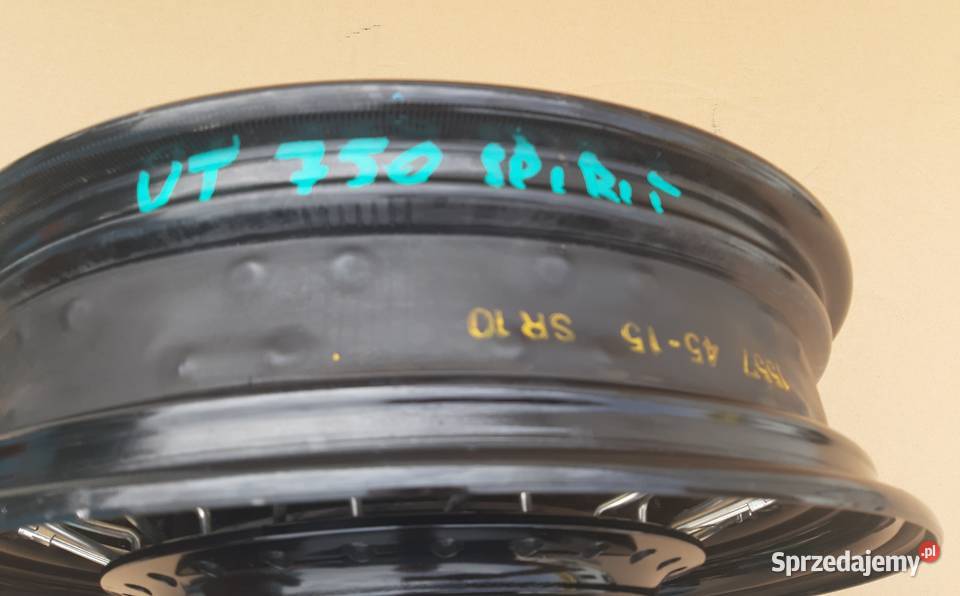 VT 750 SPiRiT
1557 45-15 SR10
Sprzedajemy.pl